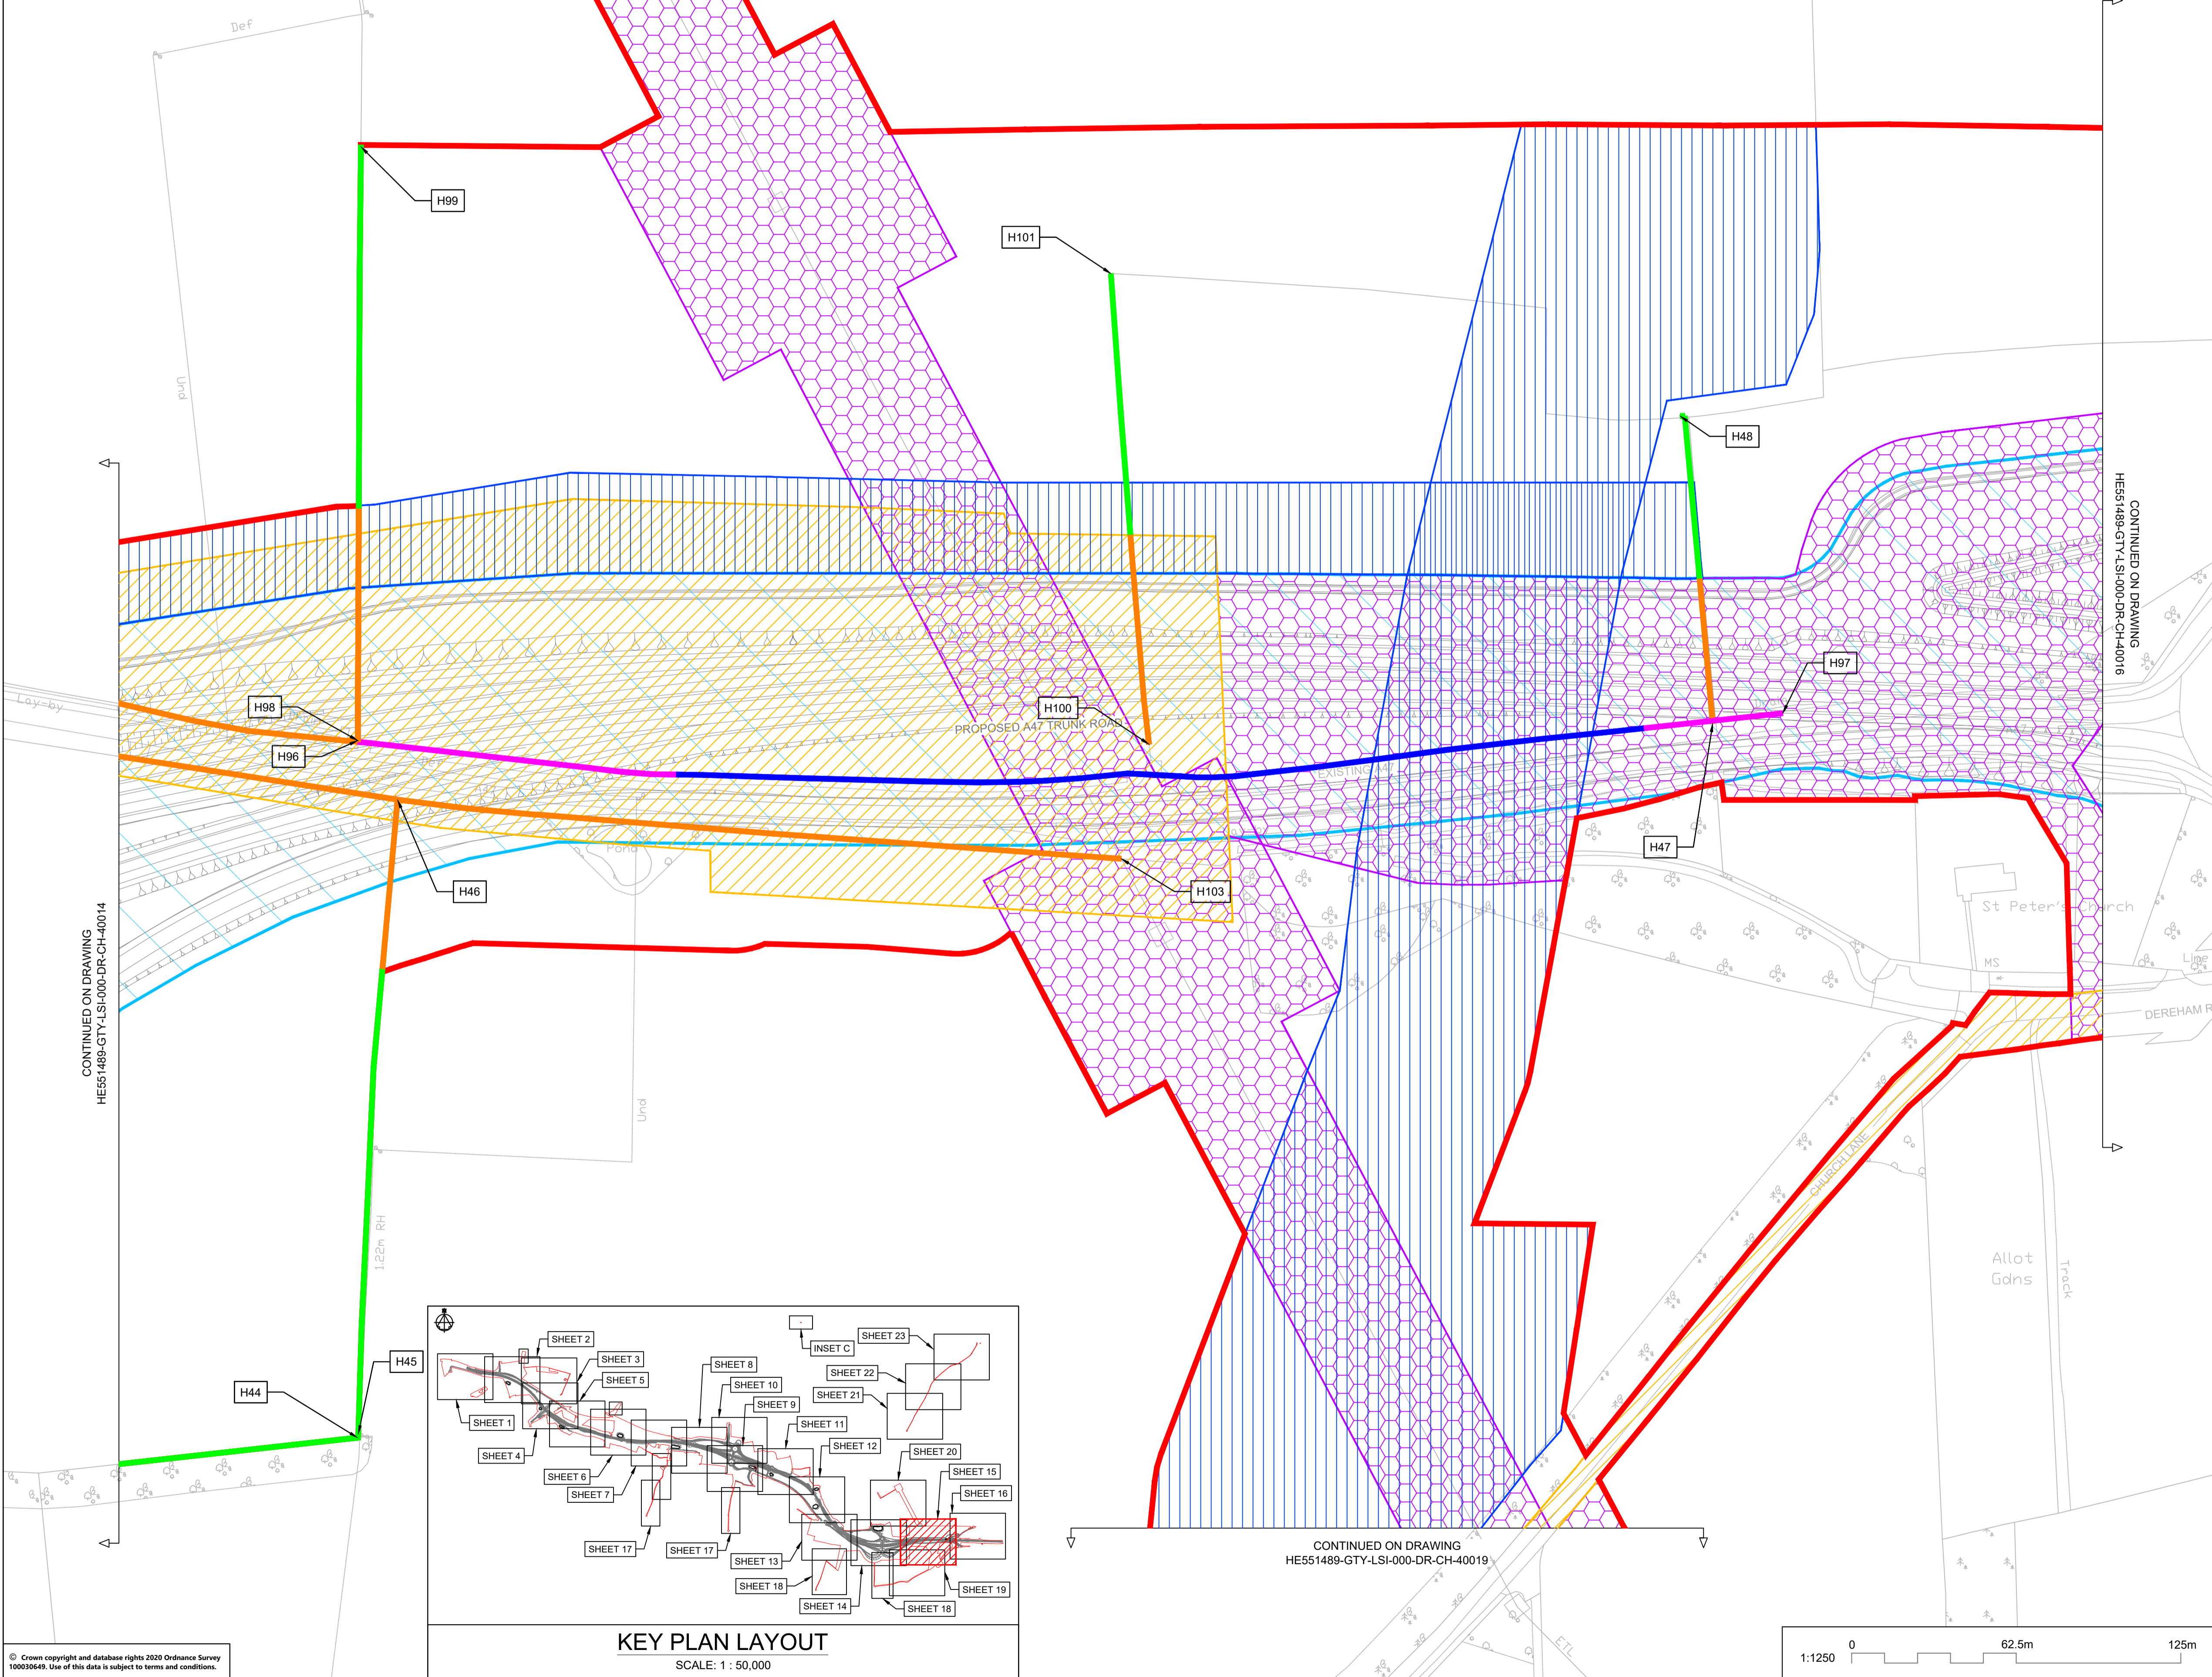 Def
Und
H99
H101
H48
CONTINUED ON DRAWING
HE551489-GTY-LSI-000-DR-CH-40016
H97
H98
H96
Lay-by
H100
PROPOSED A47 TRUNK ROAD
EXISTING
Def
Pond
H46
H103
H47
St Peter's Church
MS
Line
DEREHAM R
CONTINUED ON DRAWING
HE551489-GTY-LSI-000-DR-CH-40014
Und
1.22m RH
CHURCH LANE
Allot
Gdns
Track
H45
H44
SHEET 2
SHEET 3
SHEET 5
SHEET 1
SHEET 4
SHEET 6
SHEET 7
SHEET 8
SHEET 10
SHEET 9
SHEET 11
SHEET 12
INSET C
SHEET 23
SHEET 22
SHEET 21
SHEET 20
SHEET 15
SHEET 16
SHEET 17
SHEET 17
SHEET 13
SHEET 18
SHEET 14
SHEET 18
SHEET 19
KEY PLAN LAYOUT
SCALE: 1 : 50,000
CONTINUED ON DRAWING
HE551489-GTY-LSI-000-DR-CH-40019
ETL
© Crown copyright and database rights 2020 Ordnance Survey
100030649. Use of this data is subject to terms and conditions.
1:1250
0
62.5m
125m